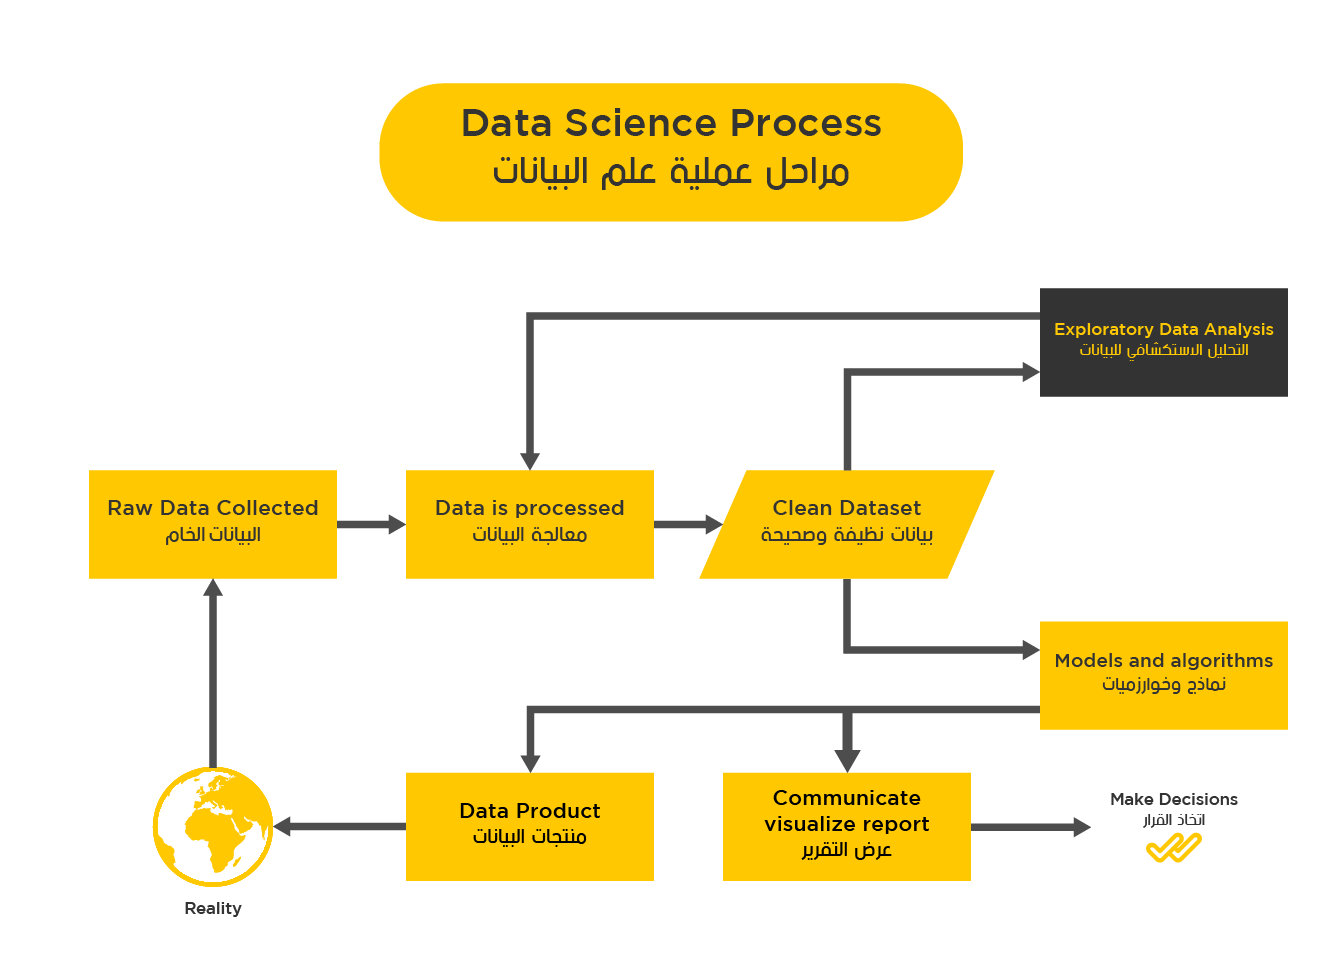 Data Science Process
مراحل عملية علم البيانات
Exploratory Data Analysis
التحليل الاستكشافي للبيانات
Raw Data Collected
البيانات الخام
Data is processed
معالجة البيانات
Clean Dataset
بيانات نظيفة وصحيحة
Models and algorithms
نماذج وخوارزميات
Data Product
منتجات البيانات
Communicate
visualize report
عرض التقرير
Make Decisions
اتخاذ القرار
Reality